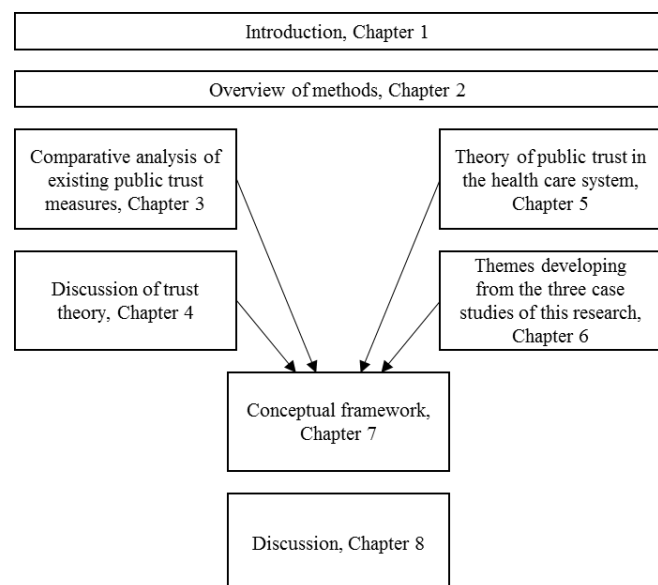 Introduction, Chapter 1
Overview of methods, Chapter 2
Comparative analysis of
existing public trust
measures, Chapter 3
Theory of public trust in
the health care system,
Chapter 5
Discussion of trust
theory, Chapter 4
Themes developing
from the three case
studies of this research,
Chapter 6
Conceptual framework,
Chapter 7
Discussion, Chapter 8